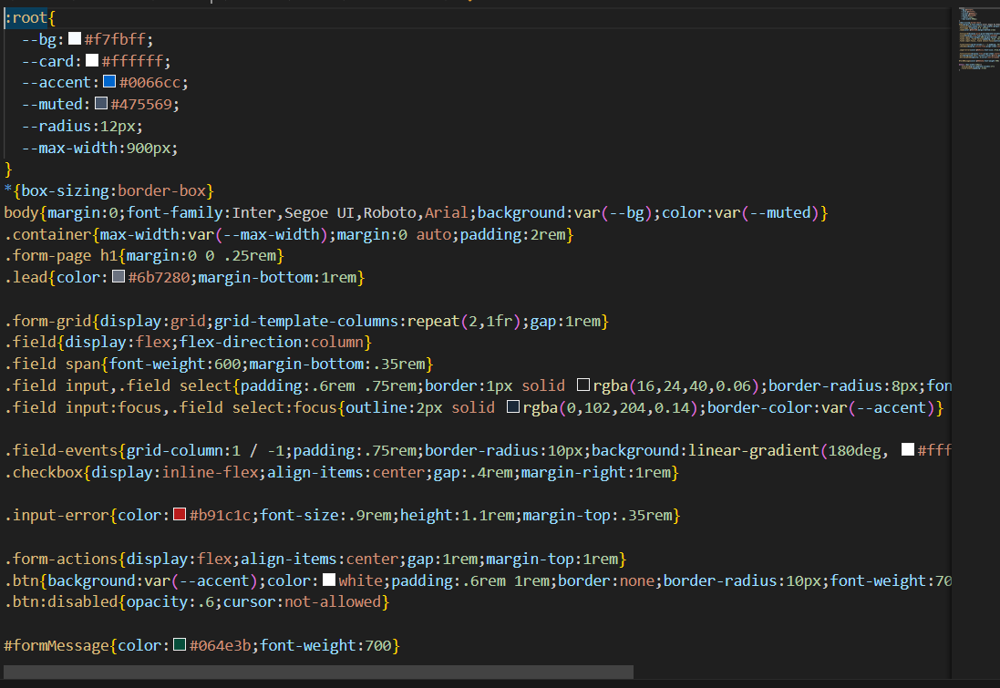 :root{
--bg:#f7fbff;
--card:#ffffff;
--accent:#0066cc;
--muted:#475569;
--radius:12px;
--max-width:900px;
}
*{box-sizing:border-box}
body{margin:0;font-family:Inter,Segoe UI,Roboto,Arial;background:var(--bg);color:var(--muted)}
.container{max-width:var(--max-width);margin:0 auto;padding:2rem}
.form-page h1{margin:0 0 .25rem}
.lead{color:#6b7280;margin-bottom:1rem}
.form-grid{display:grid;grid-template-columns:repeat(2,1fr);gap:1rem}
.field{display:flex;flex-direction:column}
.field span{font-weight:600;margin-bottom:.35rem}
.field input,.field select{padding:.6rem .75rem;border:1px solid rgba(16,24,40,0.06);border-radius:8px;fon
.field input:focus,.field select:focus{outline:2px solid rgba(0,102,204,0.14);border-color:var(--accent)}
.field-events{grid-column:1 / -1;padding:.75rem;border-radius:10px;background:linear-gradient(180deg, #fff
.checkbox{display:inline-flex;align-items:center;gap:.4rem;margin-right:1rem}
.input-error{color:#b91c1c;font-size:.9rem;height:1.1rem;margin-top:.35rem}
.form-actions{display:flex;align-items:center;gap:1rem;margin-top:1rem}
.btn{background:var(--accent);color:white;padding:.6rem 1rem;border:none;border-radius:10px;font-weight:70
.btn:disabled{opacity:.6;cursor:not-allowed}
#formMessage{color:#064e3b;font-weight:700}